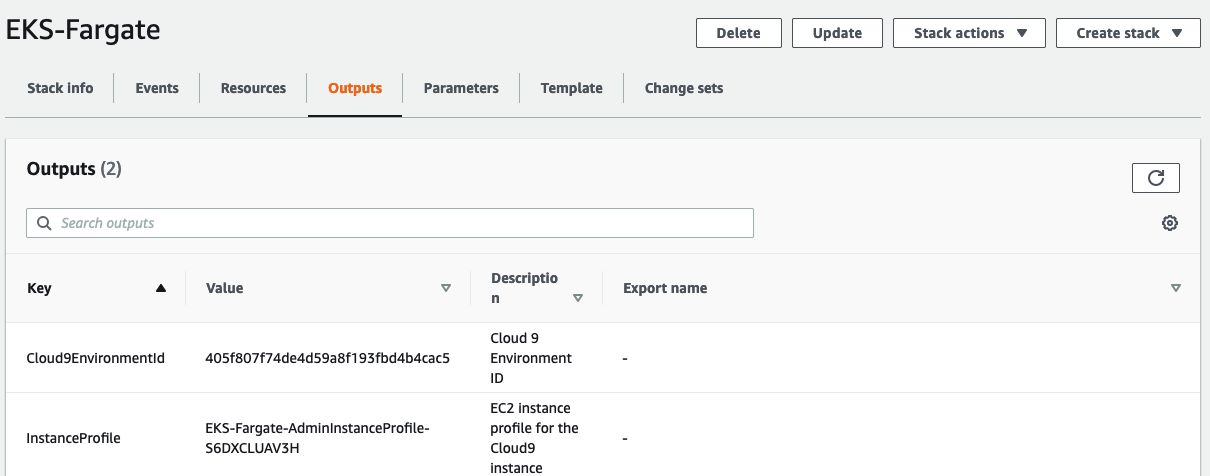 EKS-Fargate
Delete
Update
Stack actions
Create stack
Stack info
Events
Resources
Outputs
Parameters
Template
Change sets
Outputs (2)
Search outputs
Key
Value
Descriptio
n
Export name
Cloud9EnvironmentId
405f807f74de4d59a8f193fbd4b4cac5
Cloud 9
Environment
ID
-
InstanceProfile
EKS-Fargate-AdminInstanceProfile-
S6DXCLUAV3H
EC2 instance
profile for the
Cloud9
instance
-